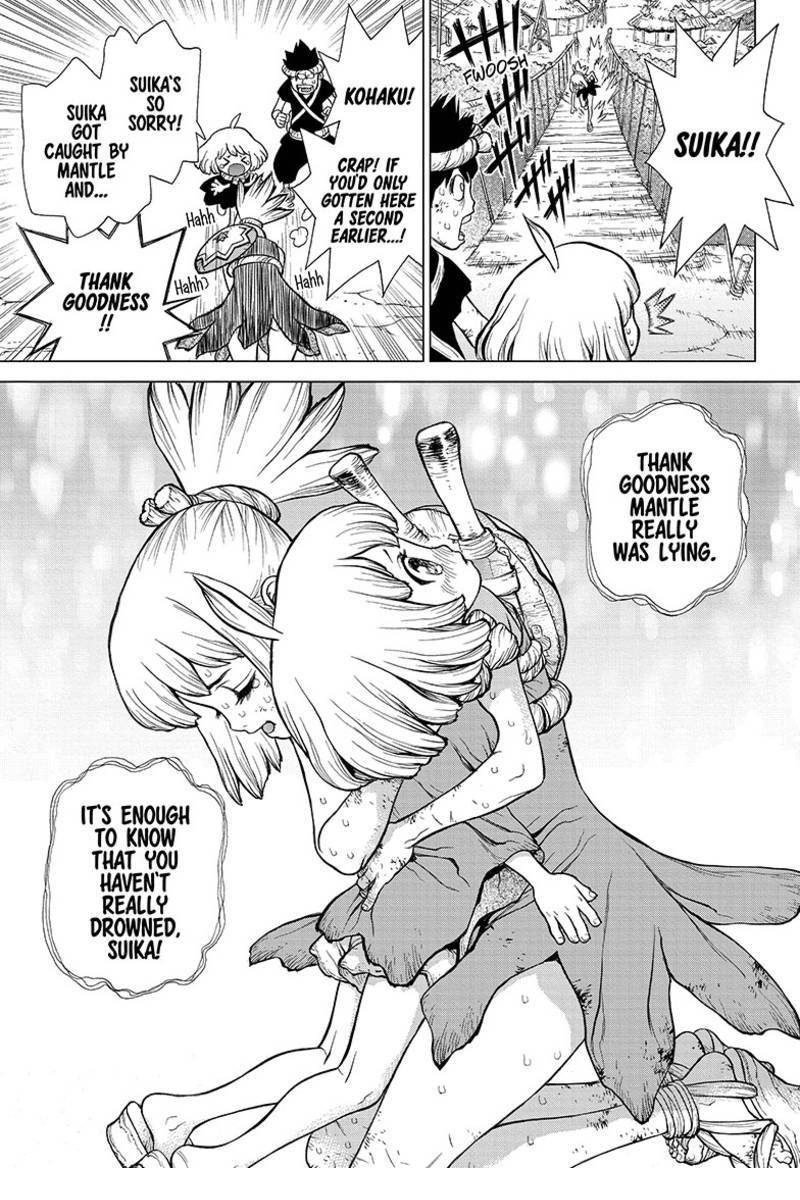 SUIKA!!
FWOOSH
KOHAKU!
CRAP! IF
YOU'D ONLY
GOTTEN HERE
A SECOND
EARLIER...!
SUIKA'S
SO
SORRY!
SUIKA
GOT
CAUGHT BY
MANTLE
AND...
Hahh
Hahh
Hahh
THANK
GOODNESS
!!
THANK
GOODNESS
MANTLE
REALLY
WAS LYING.
IT'S ENOUGH
TO KNOW
THAT YOU
HAVEN'T
REALLY
DROWNED,
SUIKA!